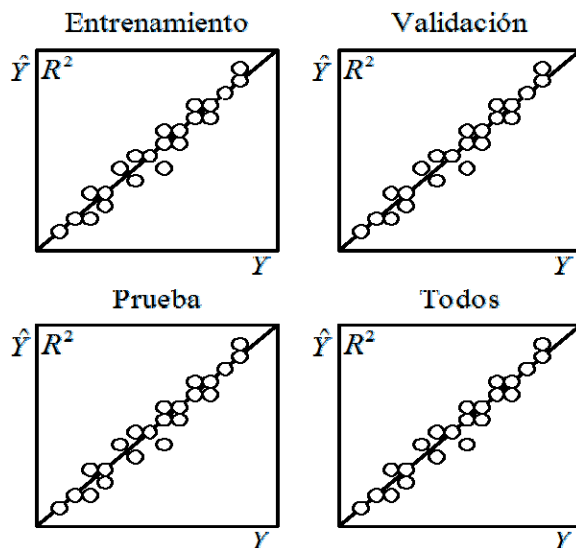 Entrenamiento
Validación
Ŷ R²
Ŷ R²
Y
Y
Prueba
Todos
Ŷ R²
Ŷ R²
Y
Y